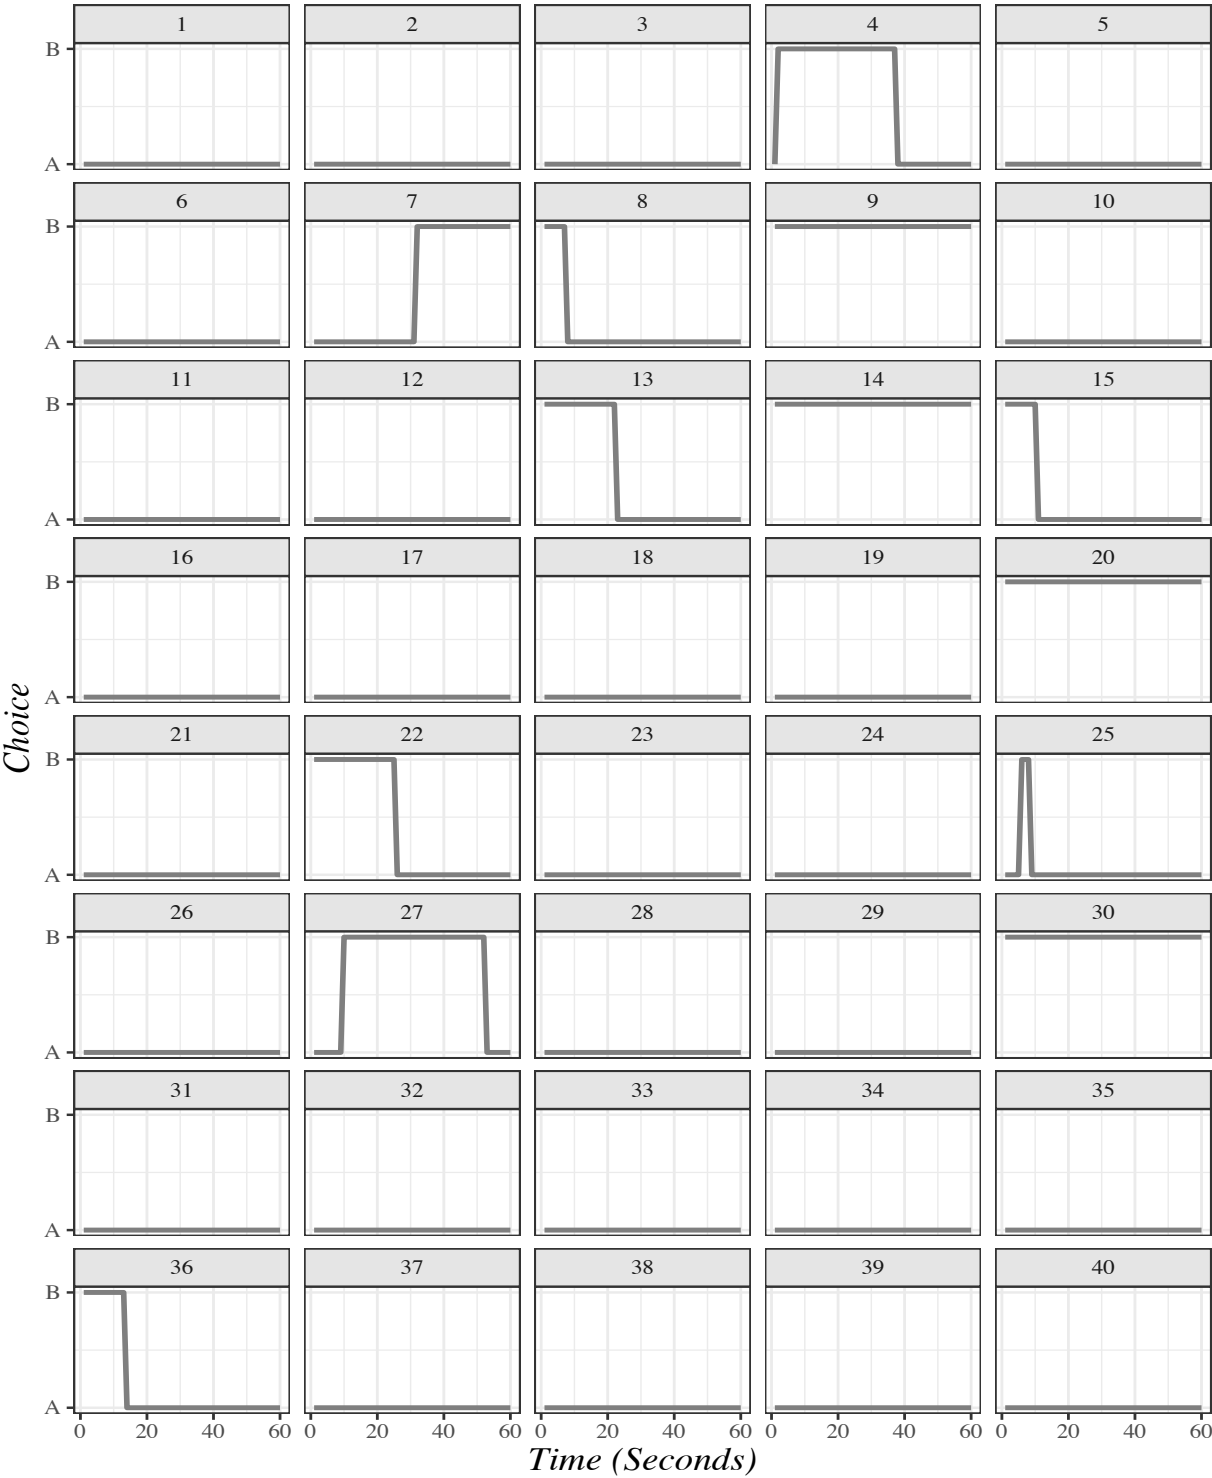 1 2 3 4 5
B
A
6 7 8 9 10
B
A
11 12 13 14 15
B
A
16 17 18 19 20
B
A
Choice
21 22 23 24 25
B
A
26 27 28 29 30
B
A
31 32 33 34 35
B
A
36 37 38 39 40
B
A
0 20 40 60 0 20 40 60 0 20 40 60 0 20 40 60 0 20 40 60
Time (Seconds)